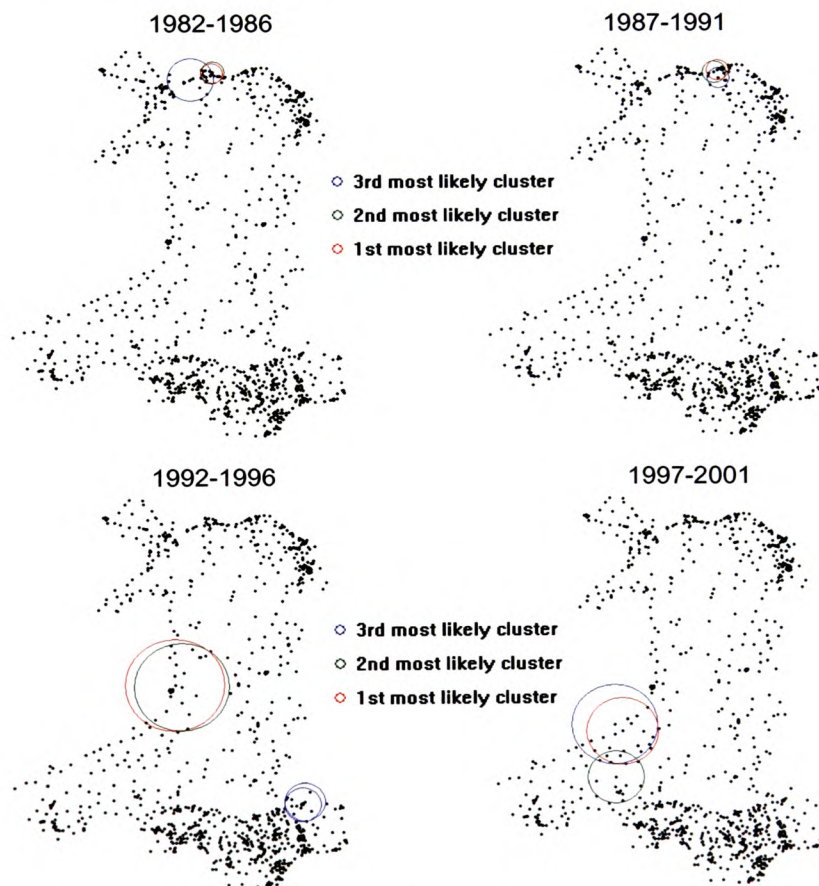 1982-1986
1987-1991
3rd most likely cluster
2nd most likely cluster
1st most likely cluster
1992-1996
1997-2001
3rd most likely cluster
2nd most likely cluster
1st most likely cluster